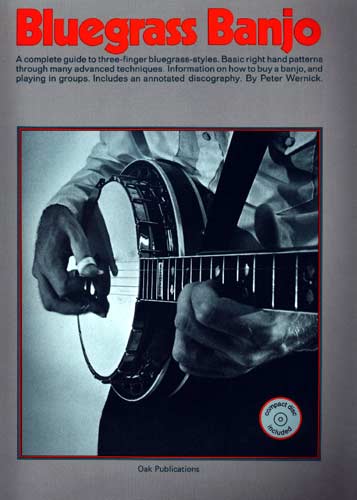 Bluegrass Banjo
A complete guide to three-finger bluegrass-styles. Basic right hand patterns
through many advanced techniques. Information on how to buy a banjo, and
playing in groups. Includes an annotated discography. By Peter Wernick.
compact disc
included
Oak Publications